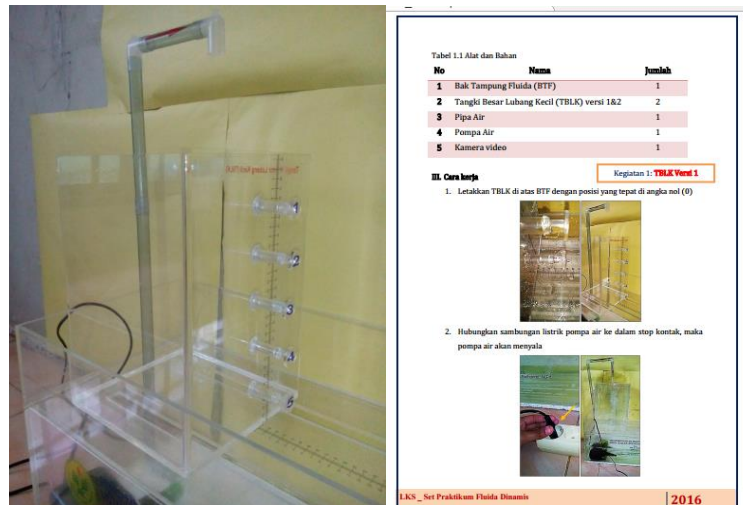 1
2
3
5
Tabel 1.1 Alat dan Bahan
No Nama Jumlah
1 Bak Tampung Fluida (BTF) 1
2 Tangki Besar Lubang Kecil (TBLK) versi 1&2 2
3 Pipa Air 1
4 Pompa Air 1
5 Kamera video 1
Kegiatan 1: TBLK Versi 1
III. Cara kerja
1. Letakkan TBLK di atas BTF dengan posisi yang tepat di angka nol (0)
2. Hubungkan sambungan listrik pompa air ke dalam stop kontak, maka
pompa air akan menyala
LKS _ Set Praktikum Fluida Dinamis 2016